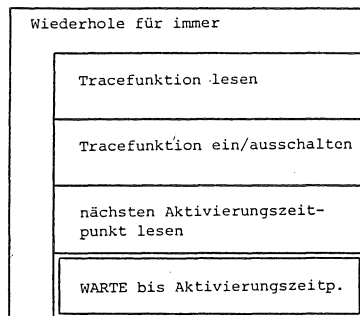 Wiederhole für immer
Tracefunktion lesen
Tracefunktion ein/ausschalten
nächsten Aktivierungszeit-
punkt lesen
WARTE bis Aktivierungszeitp.